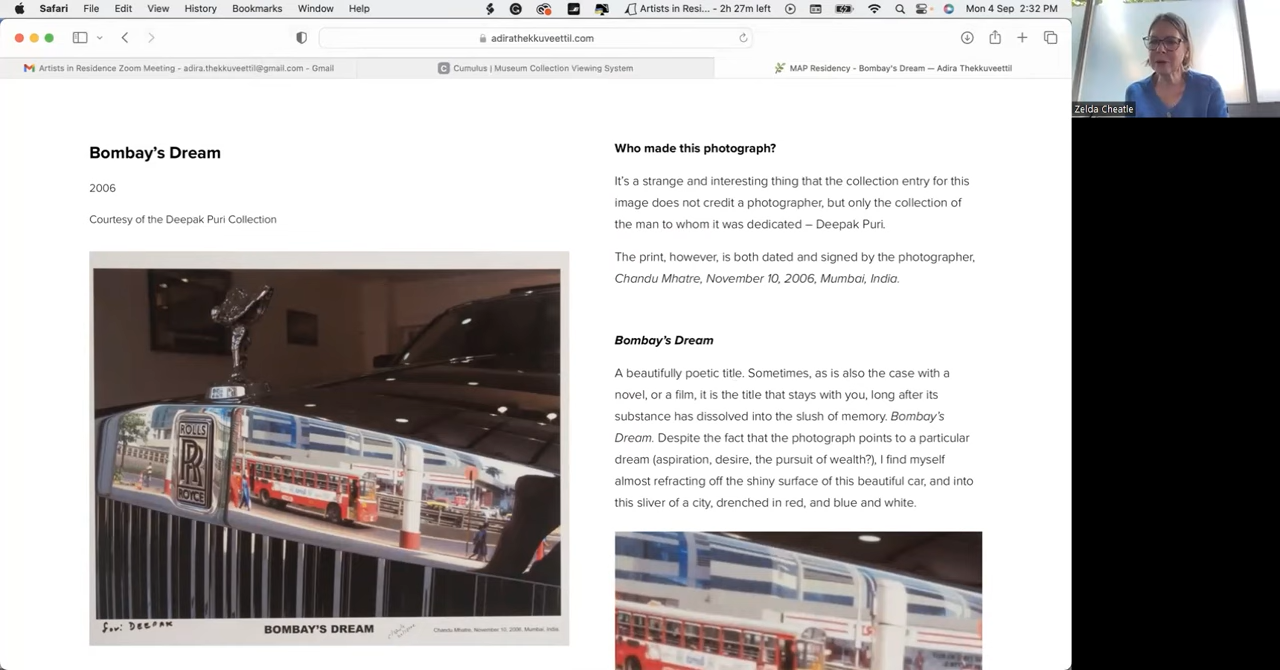 Safari File Edit View History Bookmarks Window Help
Artists in Resi... - 2h 27m left
Mon 4 Sep 2:32 PM
adirathekkuveettil.com
Artists in Residence Zoom Meeting - adira.thekkuveettil@gmail.com - Gmail
Cumulus | Museum Collection Viewing System
MAP Residency - Bombay's Dream — Adira Thekkuveettil
Zelda Cheatle
Bombay’s Dream
2006
Courtesy of the Deepak Puri Collection
ROLLS
RR
ROYCE
for: DEEPAK
BOMBAY'S DREAM
Chandu Mhatre, November 10, 2006, Mumbai, India
Who made this photograph?
It’s a strange and interesting thing that the collection entry for this
image does not credit a photographer, but only the collection of
the man to whom it was dedicated – Deepak Puri.
The print, however, is both dated and signed by the photographer,
Chandu Mhatre, November 10, 2006, Mumbai, India.
Bombay’s Dream
A beautifully poetic title. Sometimes, as is also the case with a
novel, or a film, it is the title that stays with you, long after its
substance has dissolved into the slush of memory. Bombay’s
Dream. Despite the fact that the photograph points to a particular
dream (aspiration, desire, the pursuit of wealth?), I find myself
almost refracting off the shiny surface of this beautiful car, and into
this sliver of a city, drenched in red, and blue and white.